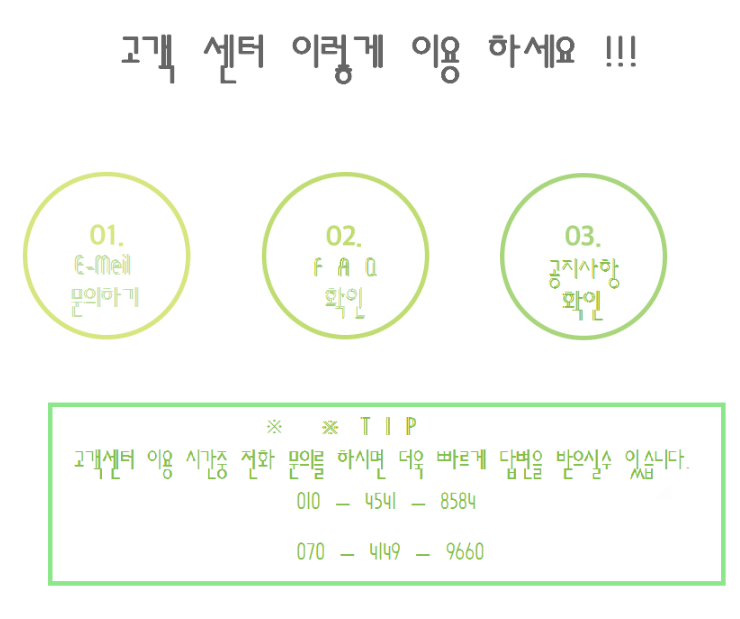 고객 센터 이렇게 이용 하세요 !!!
01.
E-Meil
문의하기
02.
F A Q
확인
03.
공지사항
확인
※ ※ T I P
고객센터 이용 시간중 전화 문의를 하시면 더욱 빠르게 답변을 받으실수 있습니다.
010 - 4541 - 8584
070 - 4149 - 9660